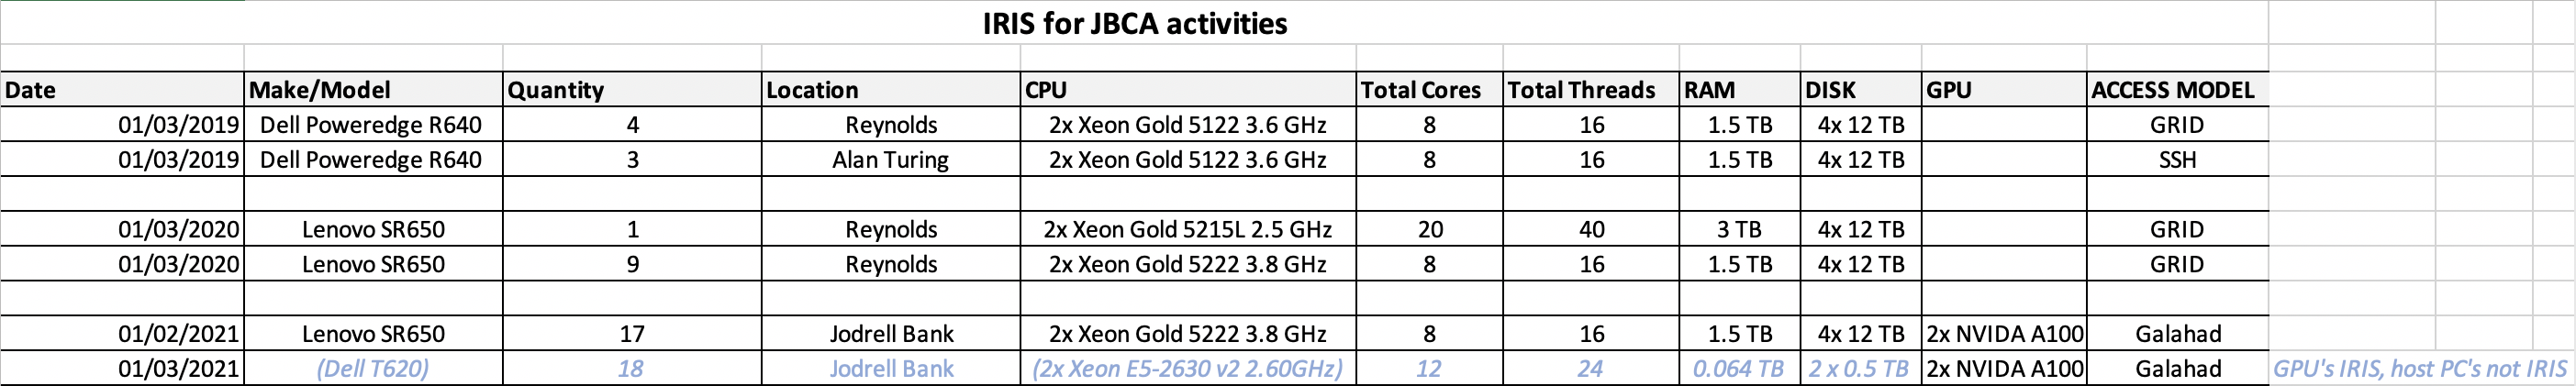 IRIS for JBCA activities
Date Make/Model Quantity Location CPU Total Cores Total Threads RAM DISK GPU ACCESS MODEL
01/03/2019 Dell Poweredge R640 4 Reynolds 2x Xeon Gold 5122 3.6 GHz 8 16 1.5 TB 4x 12 TB GRID
01/03/2019 Dell Poweredge R640 3 Alan Turing 2x Xeon Gold 5122 3.6 GHz 8 16 1.5 TB 4x 12 TB SSH
01/03/2020 Lenovo SR650 1 Reynolds 2x Xeon Gold 5215L 2.5 GHz 20 40 3 TB 4x 12 TB GRID
01/03/2020 Lenovo SR650 9 Reynolds 2x Xeon Gold 5222 3.8 GHz 8 16 1.5 TB 4x 12 TB GRID
01/02/2021 Lenovo SR650 17 Jodrell Bank 2x Xeon Gold 5222 3.8 GHz 8 16 1.5 TB 4x 12 TB 2x NVIDA A100 Galahad
01/03/2021 (Dell T620) 18 Jodrell Bank (2x Xeon E5-2630 v2 2.60GHz) 12 24 0.064 TB 2 x 0.5 TB 2x NVIDA A100 Galahad GPU's IRIS, host PC's not IRIS